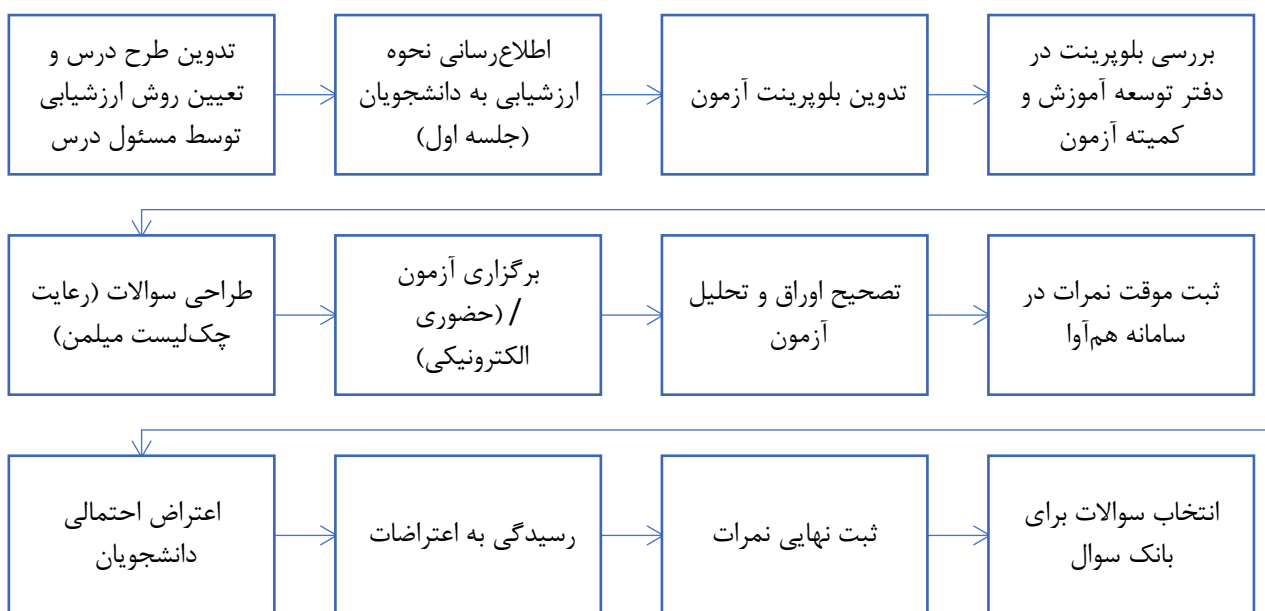 تدوین طرح درس و
تعیین روش ارزشیابی
توسط مسئول درس
اطلاع‌رسانی نحوه
ارزشیابی به دانشجویان
(جلسه اول)
تدوین بلوپرینت آزمون
بررسی بلوپرینت در
دفتر توسعه آموزش و
کمیته آزمون
طراحی سوالات (رعایت
چک‌لیست میلمن)
برگزاری آزمون
(حضوری /
الکترونیکی)
تصحیح اوراق و تحلیل
آزمون
ثبت موقت نمرات در
سامانه هم‌آوا
اعتراض احتمالی
دانشجویان
رسیدگی به اعتراضات
ثبت نهایی نمرات
انتخاب سوالات برای
بانک سوال